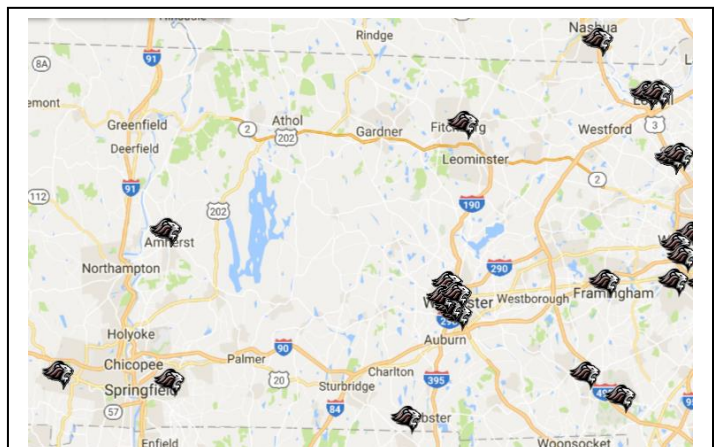 Nashua
Rindge
91
8A
Greenfield
2
Athol
202
Gardner
Westford
3
Deerfield
Leominster
2
91
112
202
190
Amherst
Northampton
290
Westborough
Framingham
Holyoke
90
Auburn
Chicopee
Palmer
Charlton
Springfield
20
Sturbridge
395
84
57
Enfield
Woonsocket